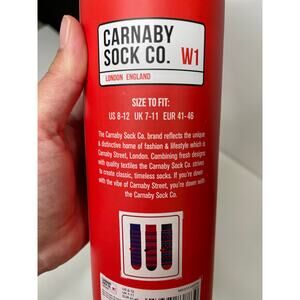 CARNABY
SOCK CO. W1
LONDON ENGLAND
SIZE TO FIT:
US 8-12 UK 7-11 EUR 41-46
The Carnaby Sock Co. brand reflects the unique
& distinctive home of fashion & lifestyle which is
Carnaby Street, London. Combining fresh designs
with quality textiles the Carnaby Sock Co. strives
to create classic, timeless socks. If you're down
with the vibe of Carnaby Street, you're down with
the Carnaby Sock Co.